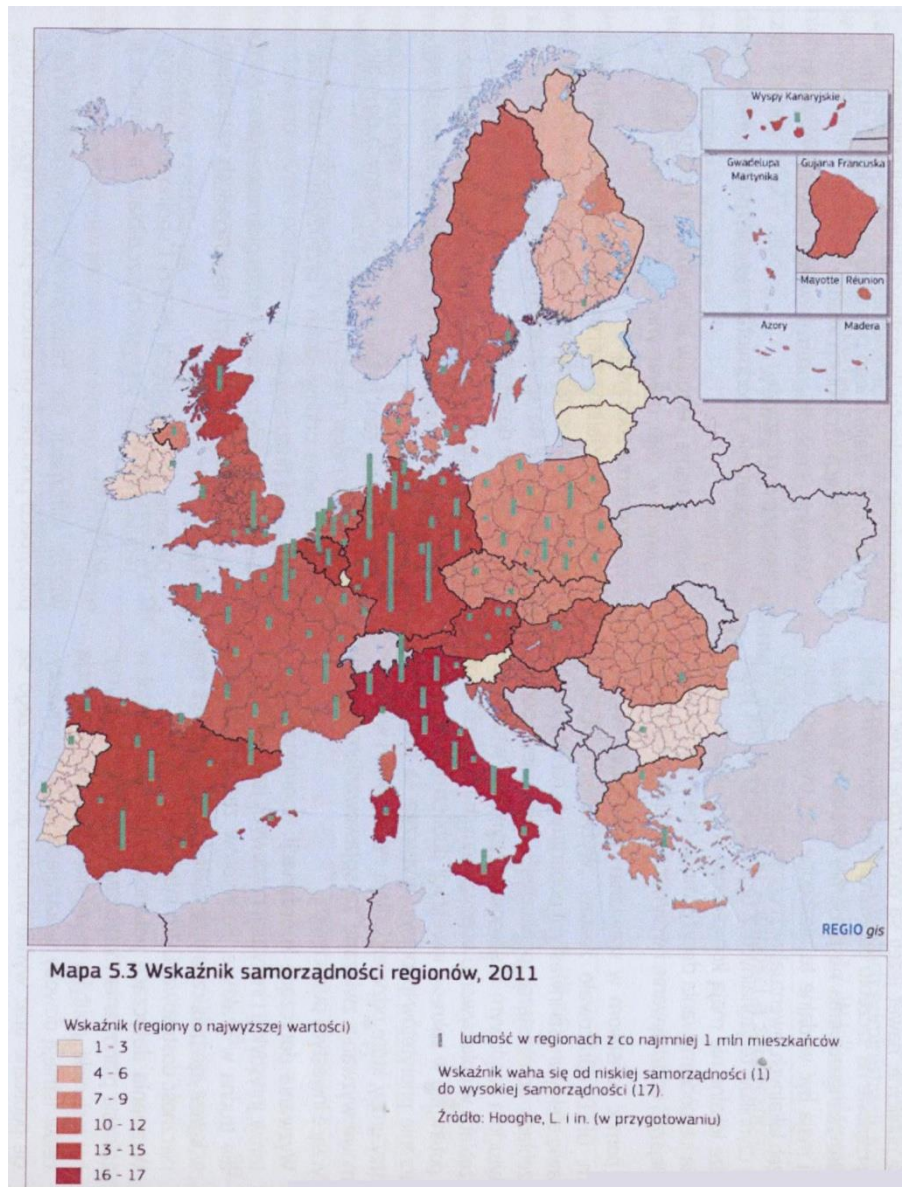 Wyspy Kanaryjskie
Gwadelupa
Martynika
Gujana Francuska
Mayotte
Réunion
Azory
Madera
REGIO gis
Mapa 5.3 Wskaźnik samorządności regionów, 2011
Wskaźnik (regiony o najwyższej wartości)
1 - 3
4 - 6
7 - 9
10 - 12
13 - 15
16 - 17
ludność w regionach z co najmniej 1 mln mieszkańców
Wskaźnik waha się od niskiej samorządności (1)
do wysokiej samorządności (17).
Źródło: Hooghe, L. i in. (w przygotowaniu)